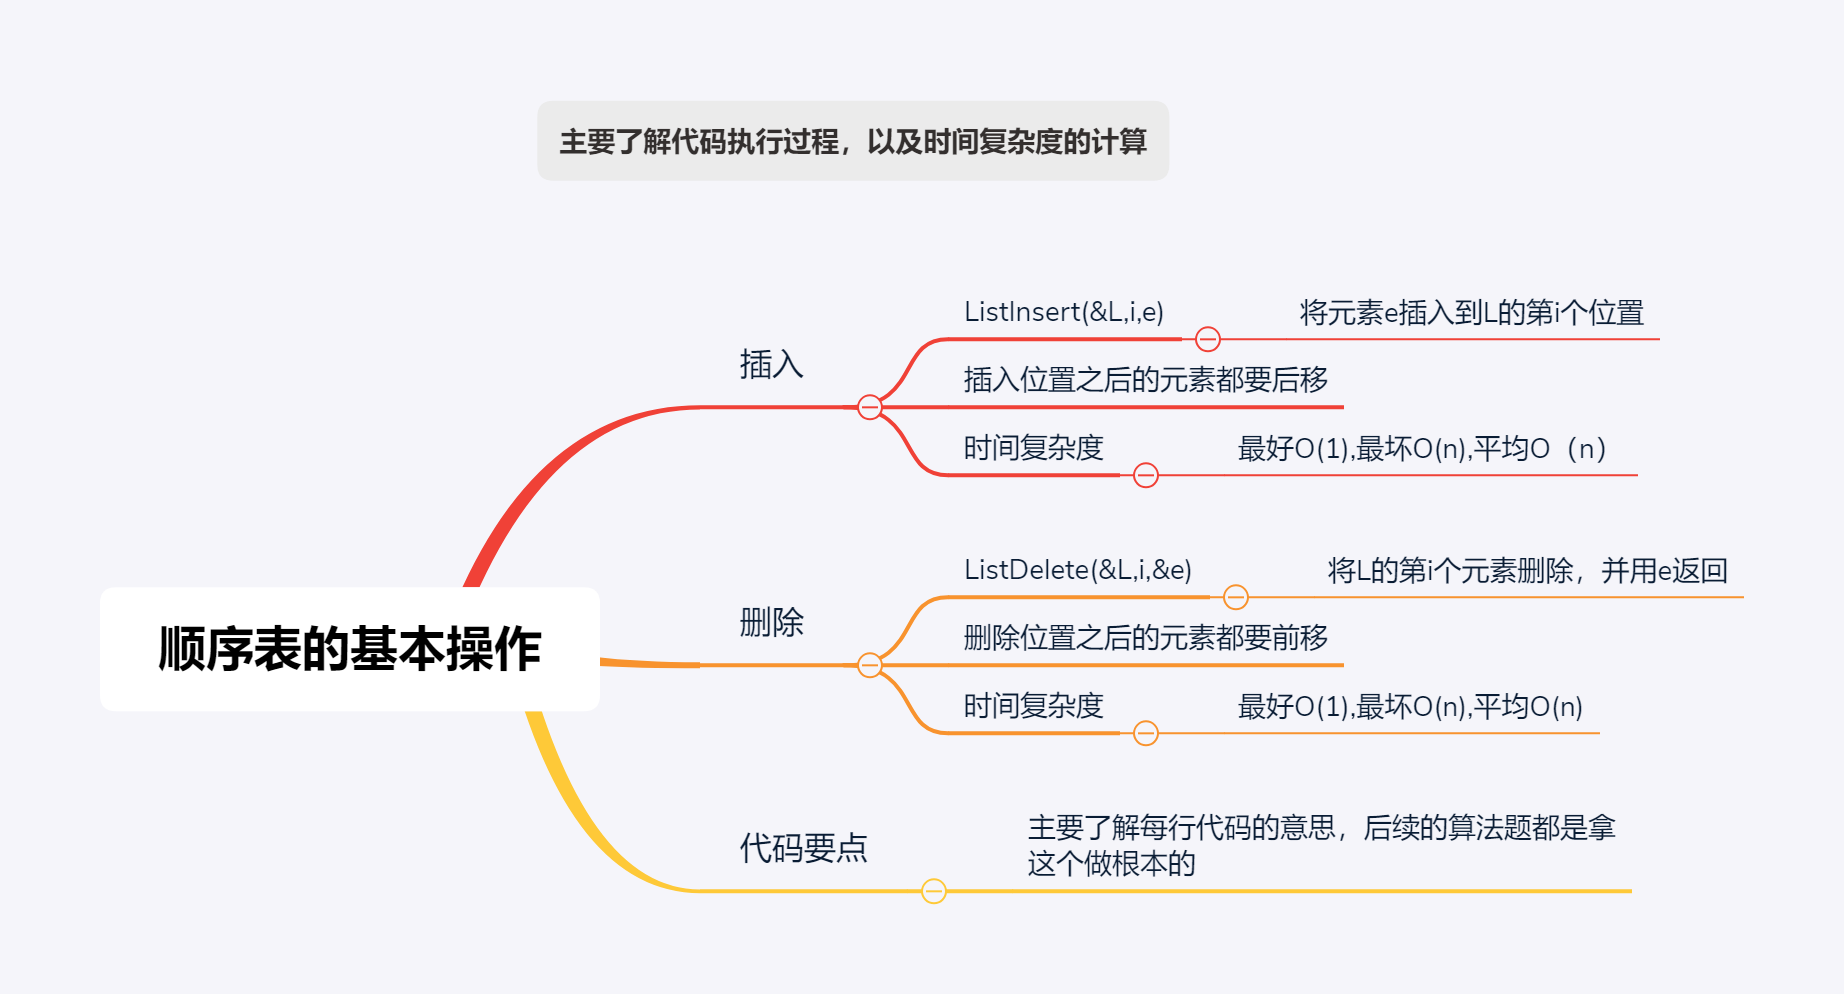 主要了解代码执行过程，以及时间复杂度的计算
顺序表的基本操作
插入
ListInsert(&L,i,e)
将元素e插入到L的第i个位置
插入位置之后的元素都要后移
时间复杂度
最好O(1),最坏O(n),平均O（n）
删除
ListDelete(&L,i,&e)
将L的第i个元素删除，并用e返回
删除位置之后的元素都要前移
时间复杂度
最好O(1),最坏O(n),平均O(n)
代码要点
主要了解每行代码的意思，后续的算法题都是拿
这个做根本的